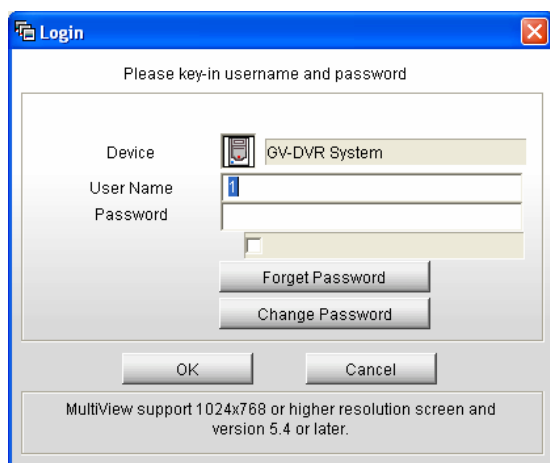 Login
Please key-in username and password
Device GV-DVR System
User Name 1
Password
Forget Password
Change Password
OK Cancel
MultiView support 1024x768 or higher resolution screen and
version 5.4 or later.